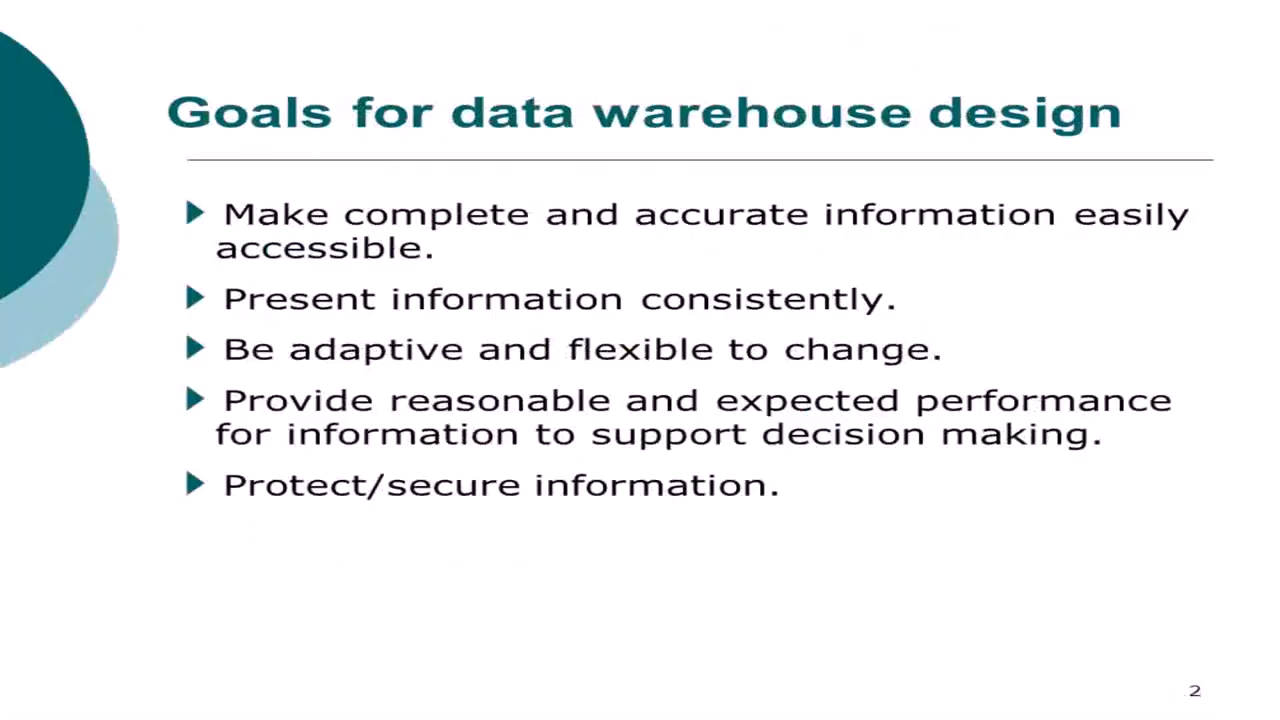 Goals for data warehouse design
Make complete and accurate information easily
accessible.
Present information consistently.
Be adaptive and flexible to change.
Provide reasonable and expected performance
for information to support decision making.
Protect/secure information.
2